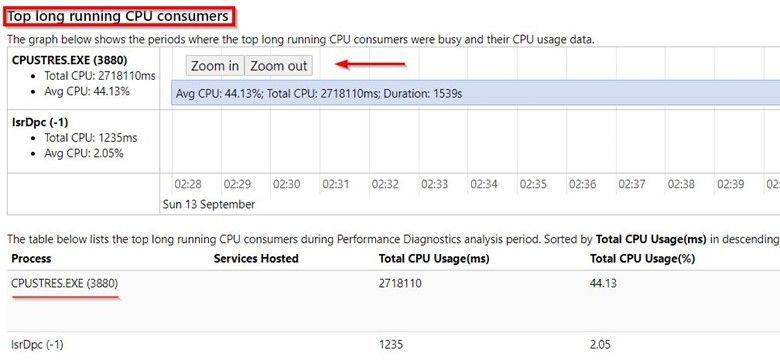 Top long running CPU consumers
The graph below shows the periods where the top long running CPU consumers were busy and their CPU usage data.
CPUSTRES.EXE (3880)
• Total CPU: 2718110ms
• Avg CPU: 44.13%
Zoom in Zoom out
Avg CPU: 44.13%; Total CPU: 2718110ms; Duration: 1539s
IsrDpc (-1)
• Total CPU: 1235ms
• Avg CPU: 2.05%
02:28 02:29 02:30 02:31 02:32 02:33 02:34 02:35 02:36 02:37 02:38 02:39
Sun 13 September
The table below lists the top long running CPU consumers during Performance Diagnostics analysis period. Sorted by Total CPU Usage(ms) in descending
Process Services Hosted Total CPU Usage(ms) Total CPU Usage(%)
CPUSTRES.EXE (3880) 2718110 44.13
IsrDpc (-1) 1235 2.05